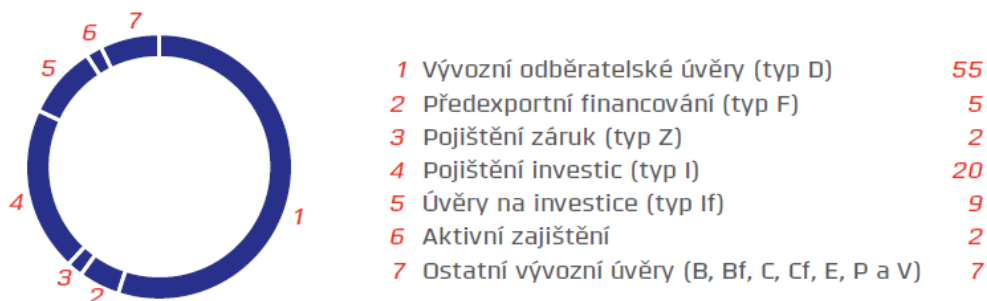 7
6
5
4
3
2
1
1 Vývozní odběratelské úvěry (typ D) 55
2 Předexportní financování (typ F) 5
3 Pojištění záruk (typ Z) 2
4 Pojištění investic (typ I) 20
5 Úvěry na investice (typ If) 9
6 Aktivní zajištění 2
7 Ostatní vývozní úvěry (B, Bf, C, Cf, E, P a V) 7